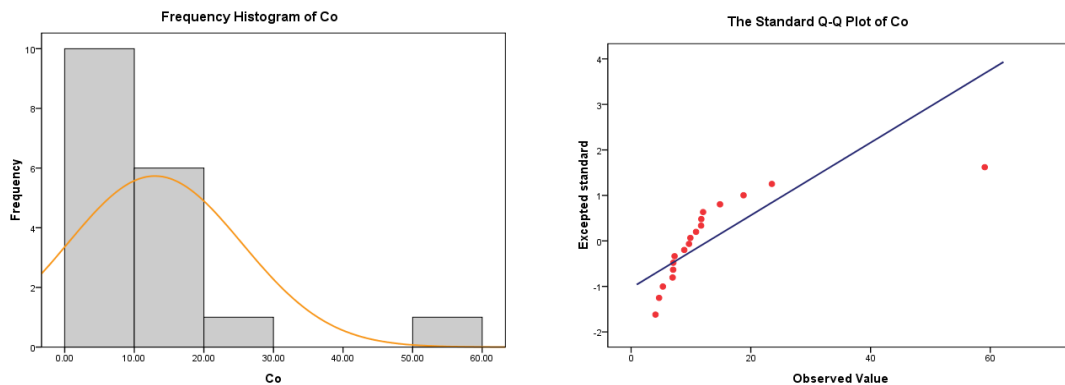 Frequency Histogram of Co
10
8
6
4
2
0
Frequency
0.00 10.00 20.00 30.00 40.00 50.00 60.00
Co
The Standard Q-Q Plot of Co
4
3
2
1
0
-1
-2
Excepted standard
0 20 40 60
Observed Value